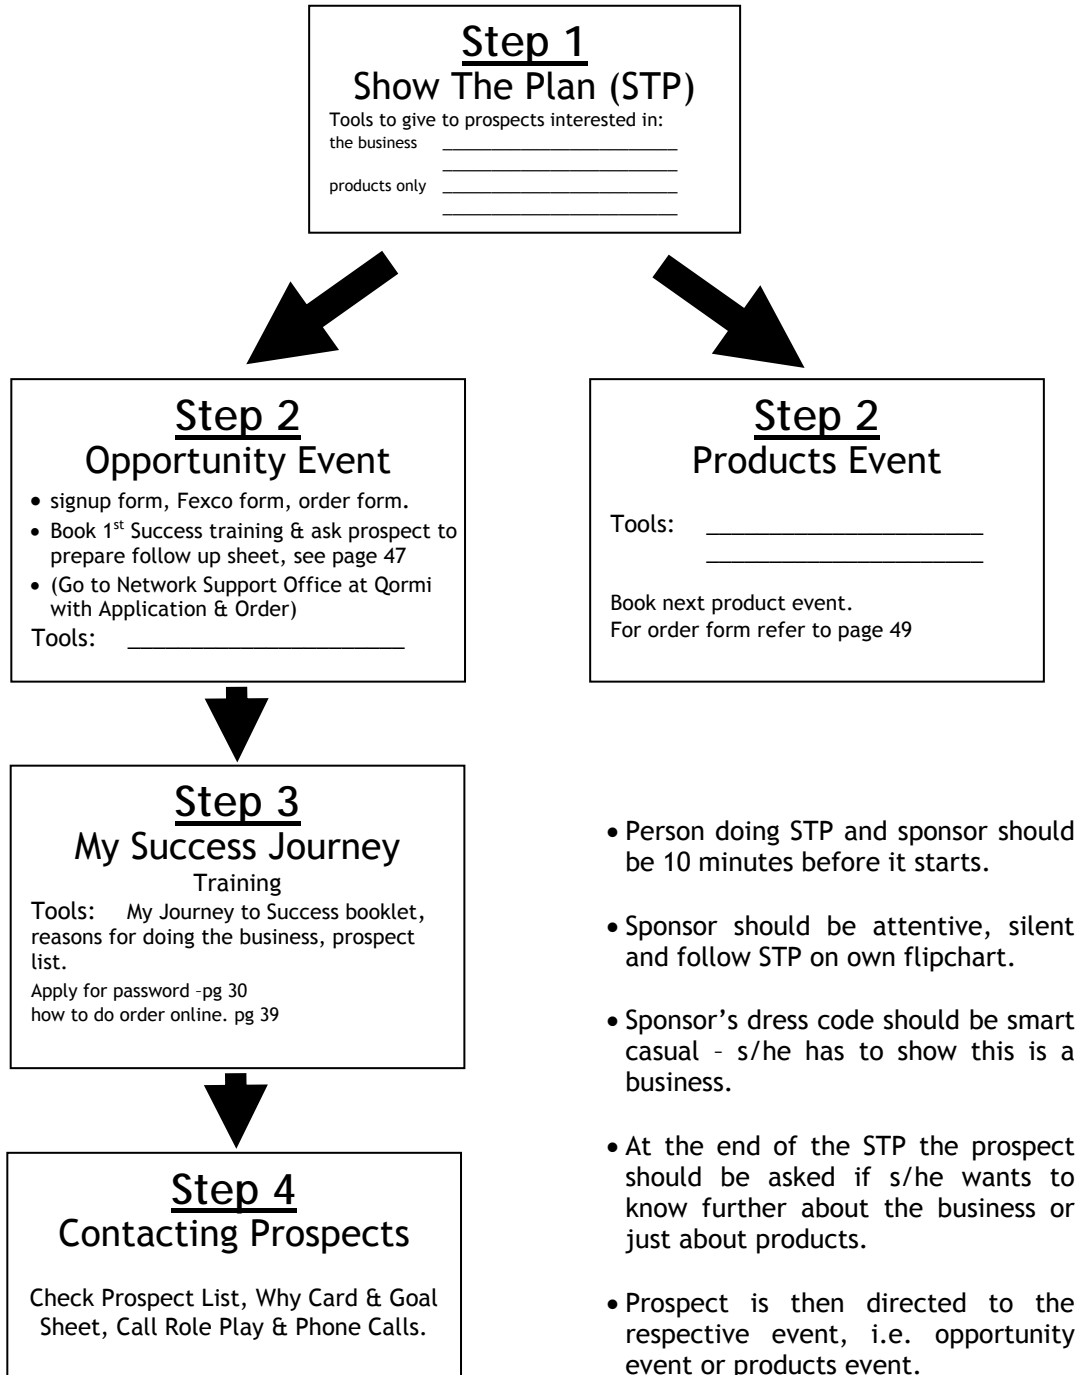 Step 1
Show The Plan (STP)
Tools to give to prospects interested in:
the business ________________________
________________________
products only ________________________
________________________
Step 2
Opportunity Event
• signup form, Fexco form, order form.
• Book 1st Success training & ask prospect to
prepare follow up sheet, see page 47
• (Go to Network Support Office at Qormi
with Application & Order)
Tools: ______________________
Step 2
Products Event
Tools: ______________________
______________________
Book next product event.
For order form refer to page 49
Step 3
My Success Journey
Training
Tools: My Journey to Success booklet,
reasons for doing the business, prospect
list.
Apply for password –pg 30
how to do order online. pg 39
Step 4
Contacting Prospects
Check Prospect List, Why Card & Goal
Sheet, Call Role Play & Phone Calls.
• Person doing STP and sponsor should
be 10 minutes before it starts.
• Sponsor should be attentive, silent
and follow STP on own flipchart.
• Sponsor’s dress code should be smart
casual – s/he has to show this is a
business.
• At the end of the STP the prospect
should be asked if s/he wants to
know further about the business or
just about products.
• Prospect is then directed to the
respective event, i.e. opportunity
event or products event.